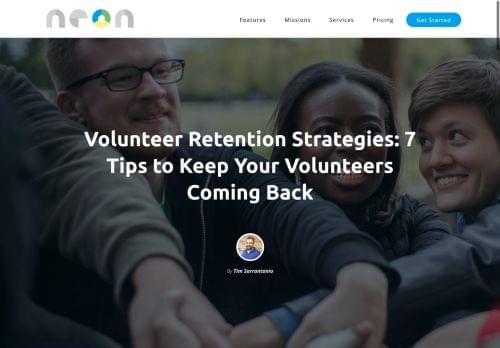 neon
Features Missions Services Pricing Get Started
Volunteer Retention Strategies: 7
Tips to Keep Your Volunteers
Coming Back
By Tim Sarrantonio